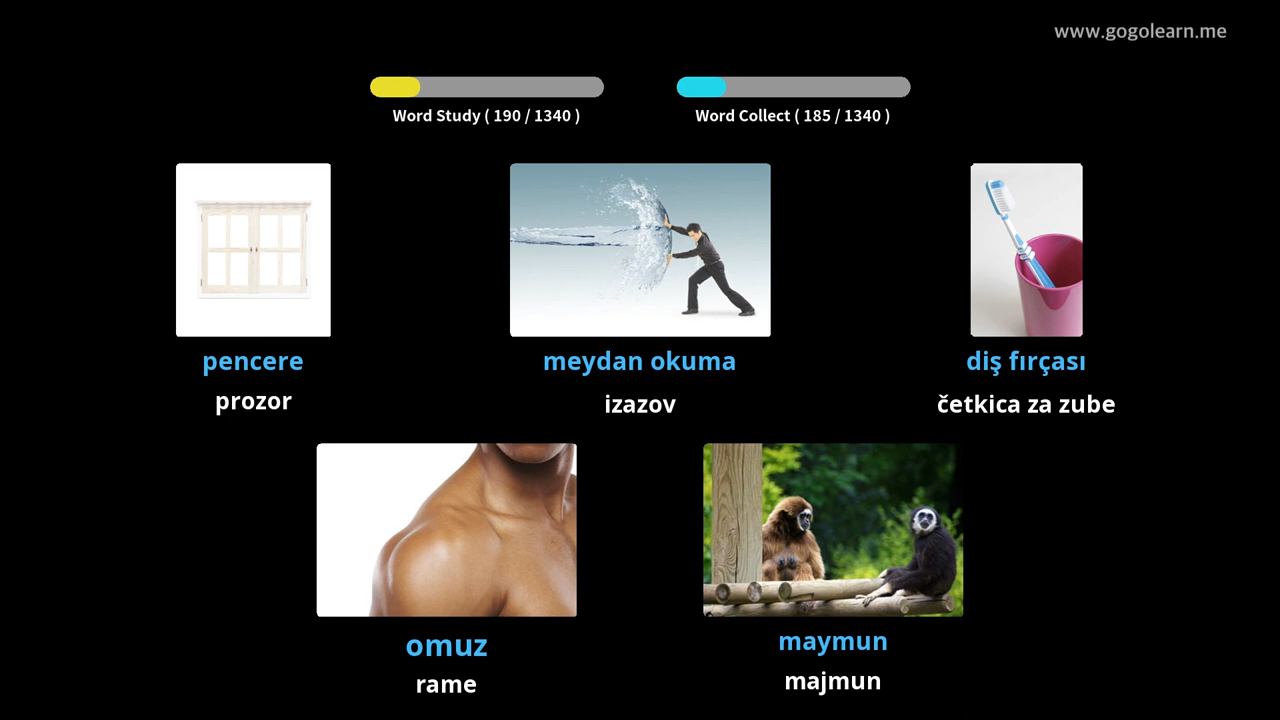 www.gogolearn.me
Word Study ( 190 / 1340 )
Word Collect ( 185 / 1340 )
pencere
prozor
meydan okuma
izazov
diş fırçası
četkica za zube
omuz
rame
maymun
majmun